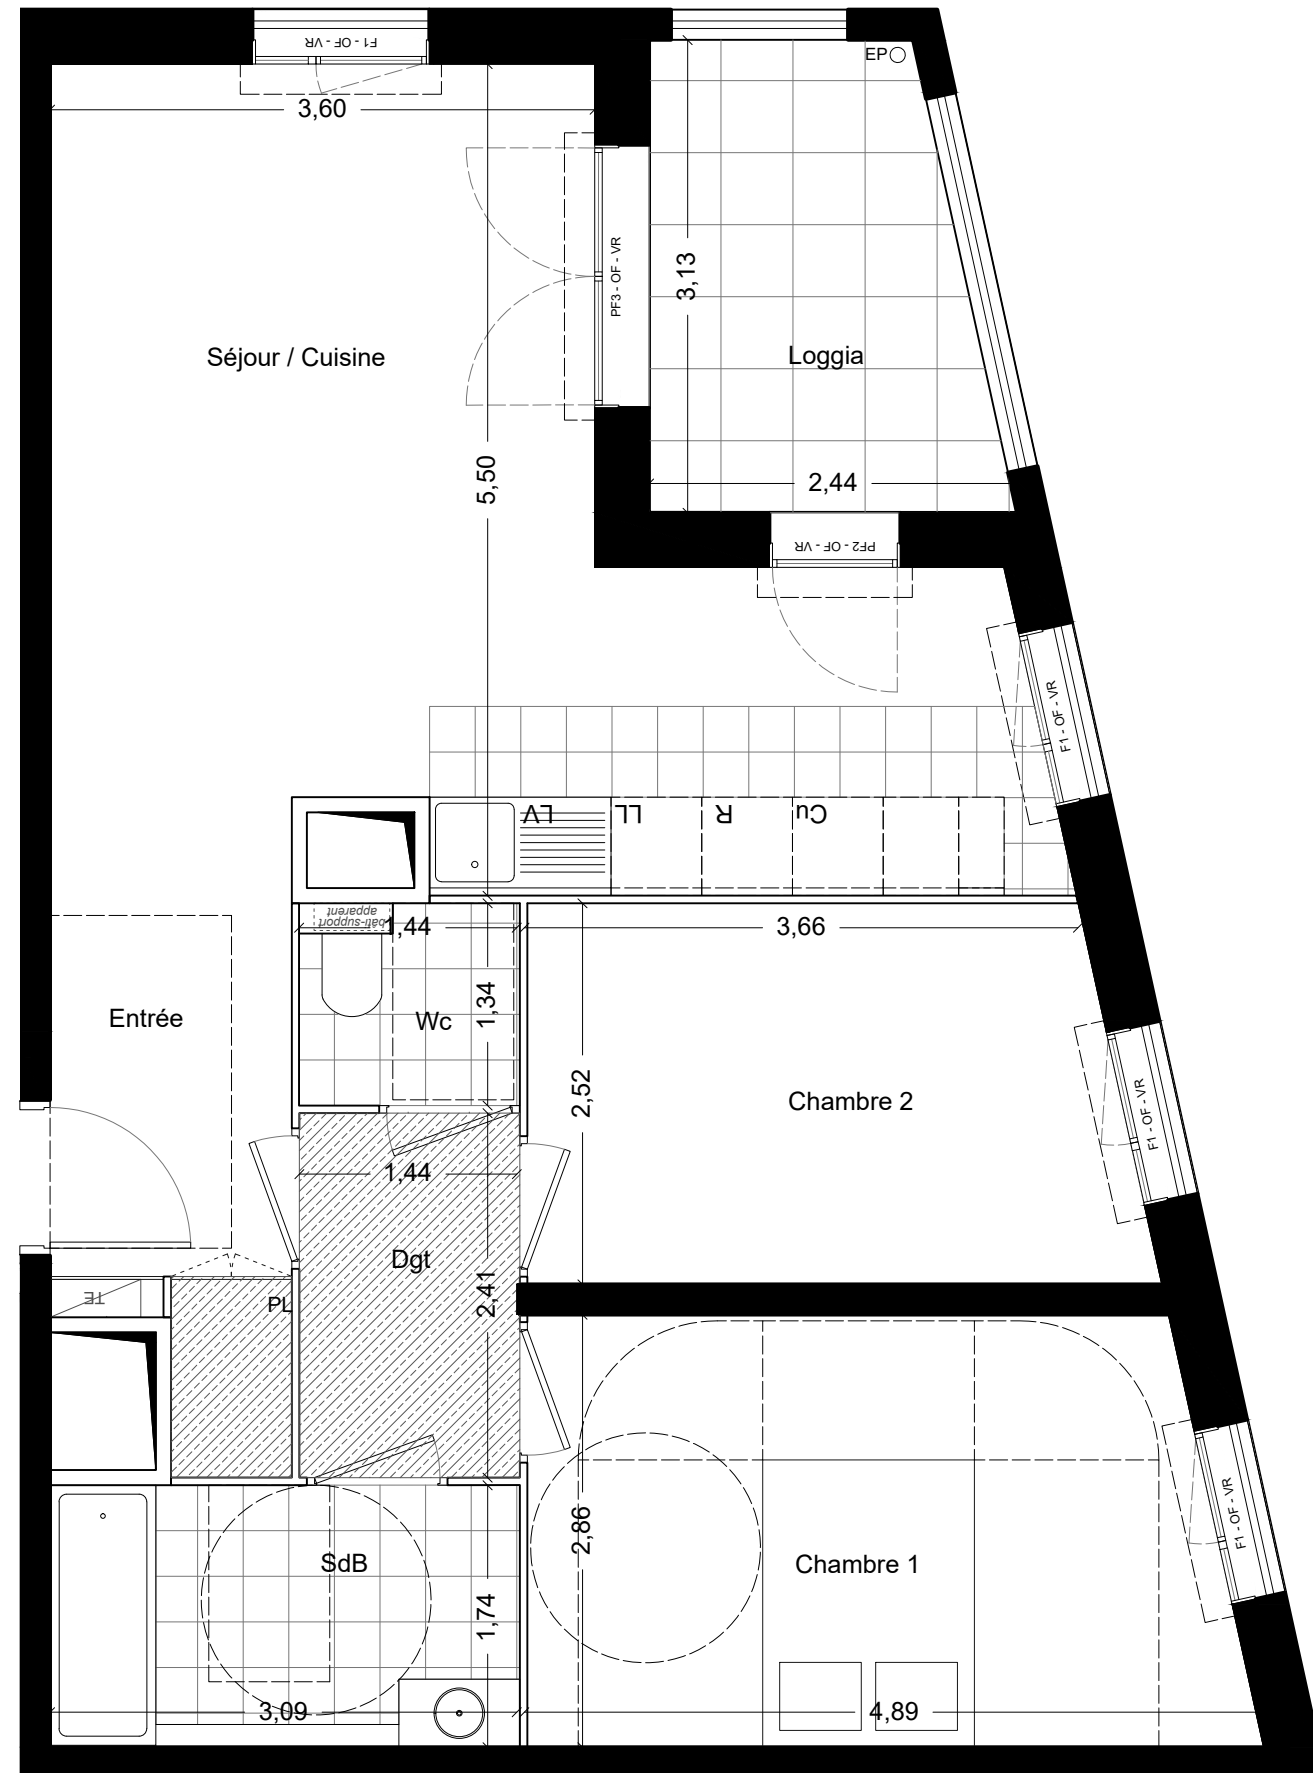 F1 - OF - VR
EP
3,60
PF3 - OF - VR
3,13
Séjour / Cuisine
Loggia
5,50
2,44
PF2 - OF - VR
F1 - OF - VR
LV
LL
R
Cu
bâti-support
apparent
1,44
3,66
1,34
Entrée
Wc
2,52
Chambre 2
F1 - OF - VR
1,44
Dgt
2,41
TE
PL
2,86
F1 - OF - VR
SdB
Chambre 1
1,74
3,09
4,89